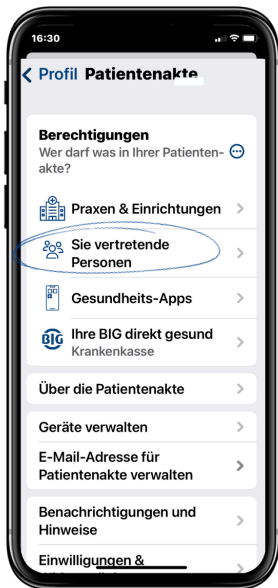 16:30
Profil Patientenakte
Berechtigungen
Wer darf was in Ihrer Patienten-
akte?
Praxen & Einrichtungen
Sie vertretende
Personen
Gesundheits-Apps
BIG Ihre BIG direkt gesund
Krankenkasse
Über die Patientenakte
Geräte verwalten
E-Mail-Adresse für
Patientenakte verwalten
Benachrichtigungen und
Hinweise
Einwilligungen &